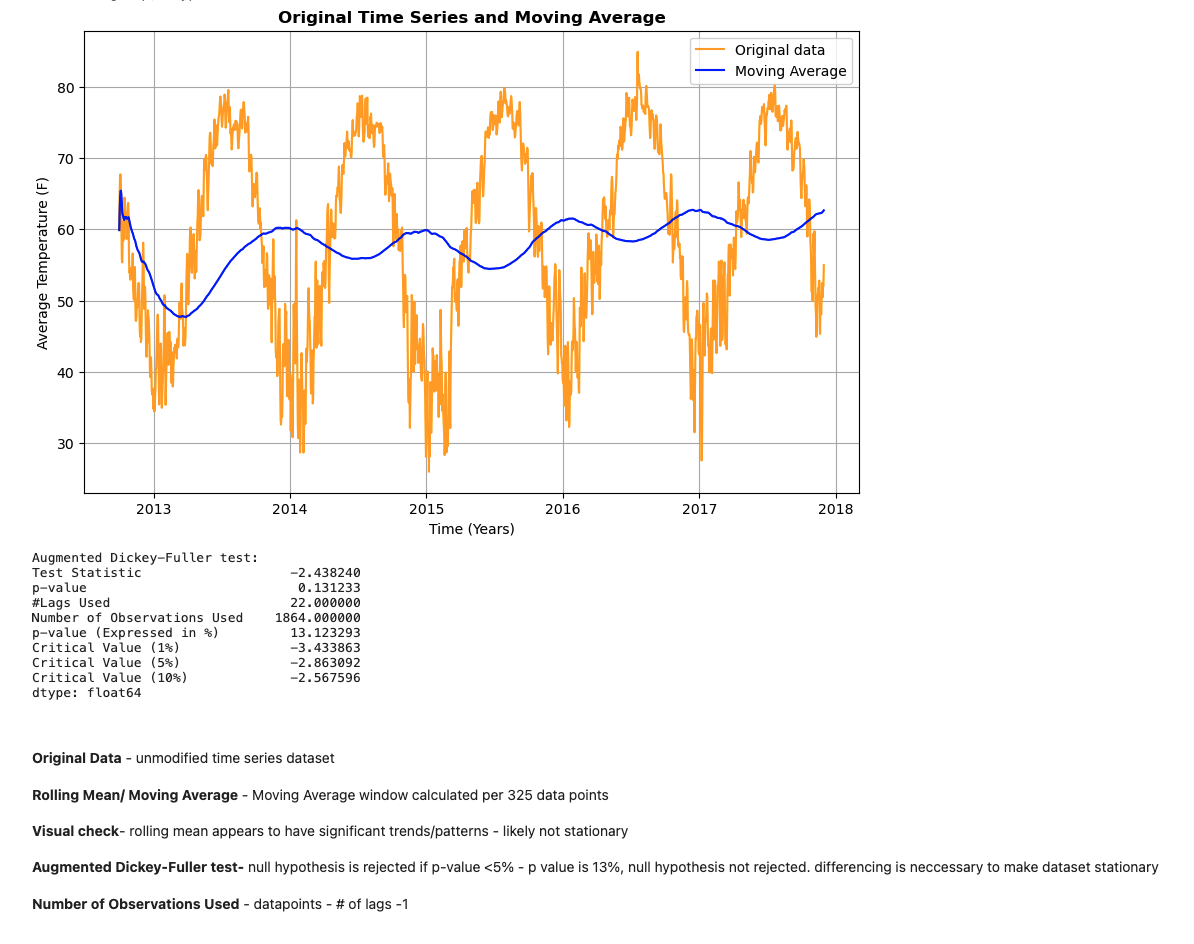 Original Time Series and Moving Average
Original data
Moving Average
80
70
60
50
40
30
Average Temperature (F)
2013 2014 2015 2016 2017 2018
Time (Years)
Augmented Dickey-Fuller test:
Test Statistic -2.438240
p-value 0.131233
#Lags Used 22.000000
Number of Observations Used 1864.000000
p-value (Expressed in %) 13.123293
Critical Value (1%) -3.433863
Critical Value (5%) -2.863092
Critical Value (10%) -2.567596
dtype: float64
Original Data - unmodified time series dataset
Rolling Mean/ Moving Average - Moving Average window calculated per 325 data points
Visual check- rolling mean appears to have significant trends/patterns - likely not stationary
Augmented Dickey-Fuller test- null hypothesis is rejected if p-value <5% - p value is 13%, null hypothesis not rejected. differencing is neccessary to make dataset stationary
Number of Observations Used - datapoints - # of lags -1